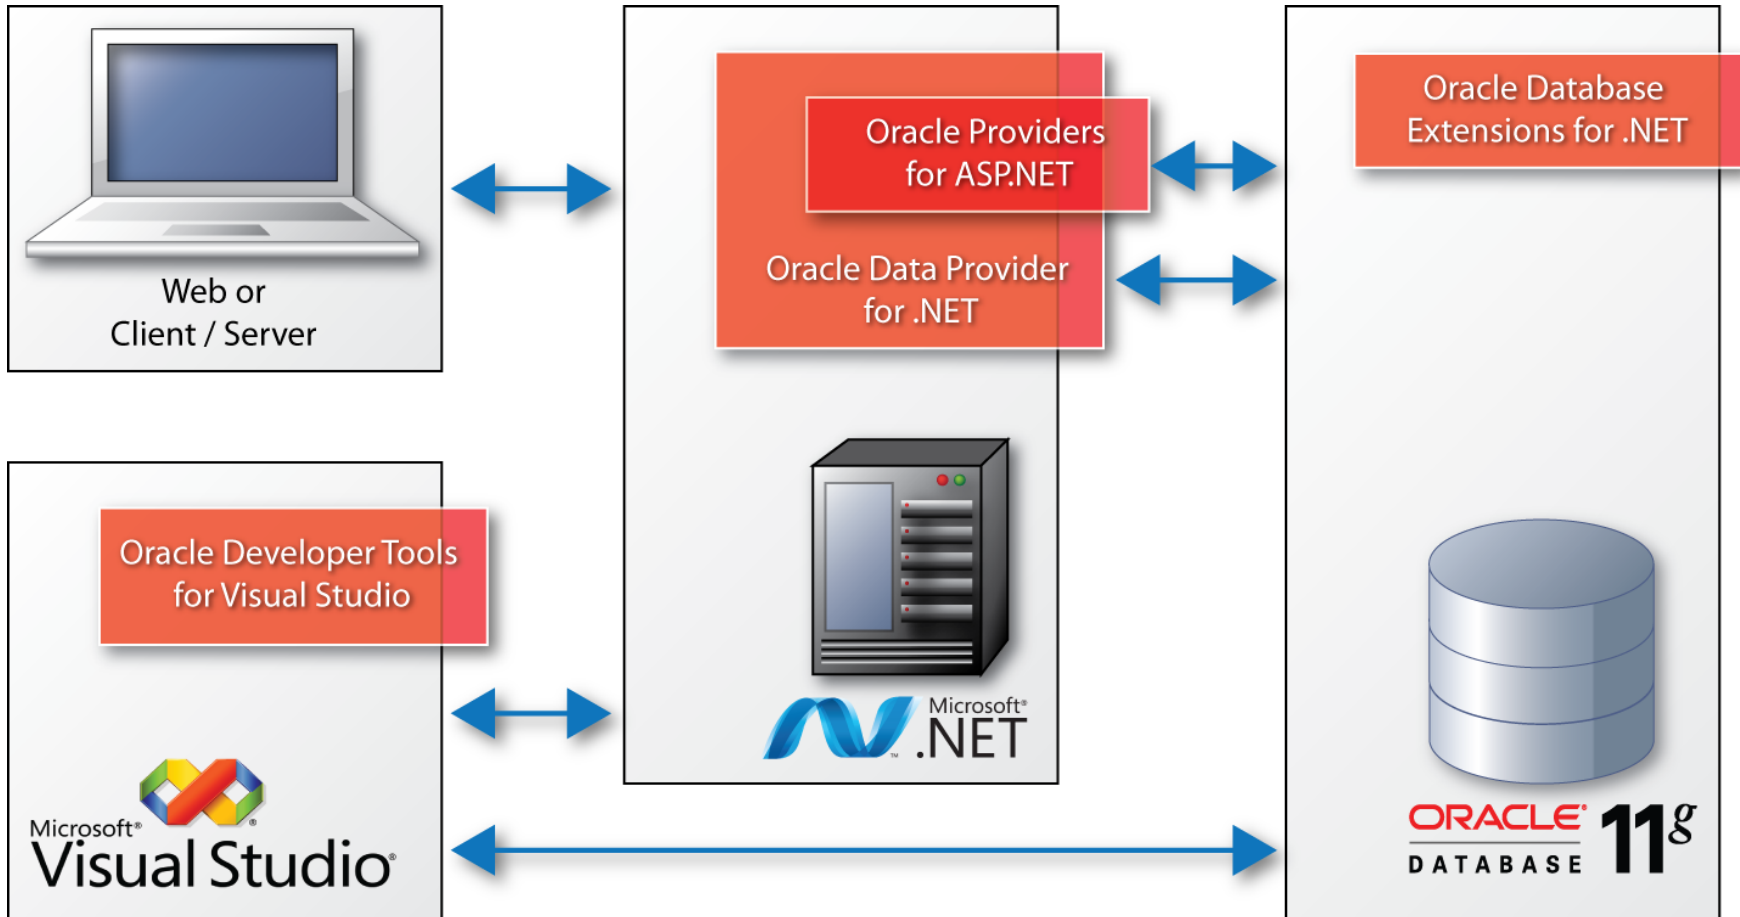 Web or
Client / Server
Oracle Providers
for ASP.NET
Oracle Data Provider
for .NET
Oracle Database
Extensions for .NET
Oracle Developer Tools
for Visual Studio
Microsoft®
Visual Studio®
Microsoft®
.NET
™
ORACLE®
DATABASE
11g